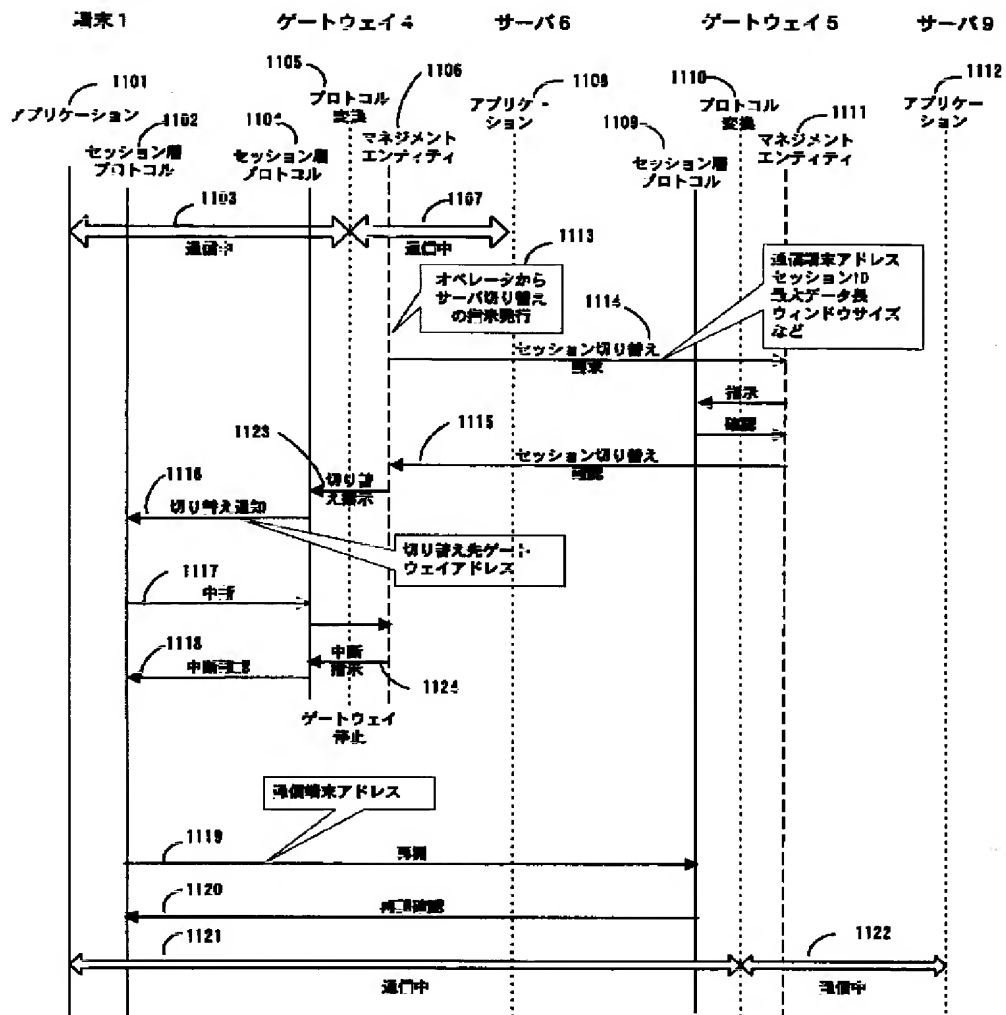 端末1 ゲートウェイ4 サーバ6 ゲートウェイ5 サーバ9
1101
アプリケーション
1102
セッション層
プロトコル
1104
セッション層
プロトコル
1105
プロトコル
変換
1106
マネジメント
エンティティ
1108
アプリケー
ション
1109
セッション層
プロトコル
1110
プロトコル
変換
1111
マネジメント
エンティティ
1112
アプリケー
ション
1103
通信中
1107
通信中
1113
オペレータから
サーバ切り替え
の指示発行
1114
セッション切り替え
要求
通信端末アドレス
セッションID
最大データ長
ウィンドウサイズ
など
指示
確認
1115
セッション切り替え
確認
1123
切り替
え指示
1116
切り替え通知
切り替え先ゲート
ウェイアドレス
1117
中断
1118
中断確認
中断
指示
1124
ゲートウェイ
停止
通信端末アドレス
1119
再開
1120
再開確認
1121
通信中
1122
通信中